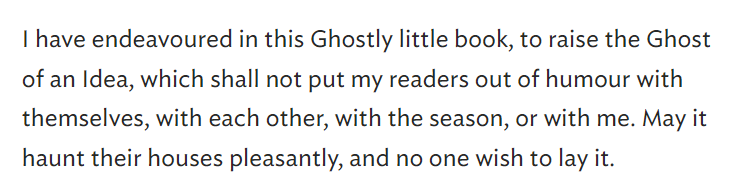 I have endeavoured in this Ghostly little book, to raise the Ghost
of an Idea, which shall not put my readers out of humour with
themselves, with each other, with the season, or with me. May it
haunt their houses pleasantly, and no one wish to lay it.